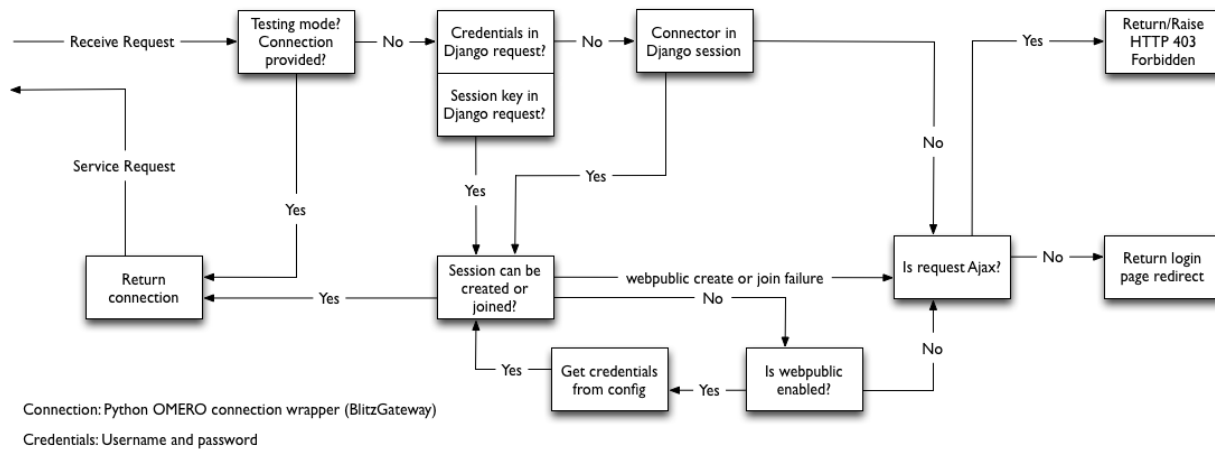 Receive Request
Testing mode?
Connection
provided?
No
Credentials in
Django request?
Session key in
Django request?
No
Connector in
Django session
Yes
Return/Raise
HTTP 403
Forbidden
No
Service Request
Yes
Yes
Yes
Return
connection
Yes
Session can be
created or
joined?
webpublic create or join failure
No
Is request Ajax?
No
Return login
page redirect
Yes
Get credentials
from config
Yes
Is webpublic
enabled?
No
Connection: Python OMERO connection wrapper (BlitzGateway)
Credentials: Username and password